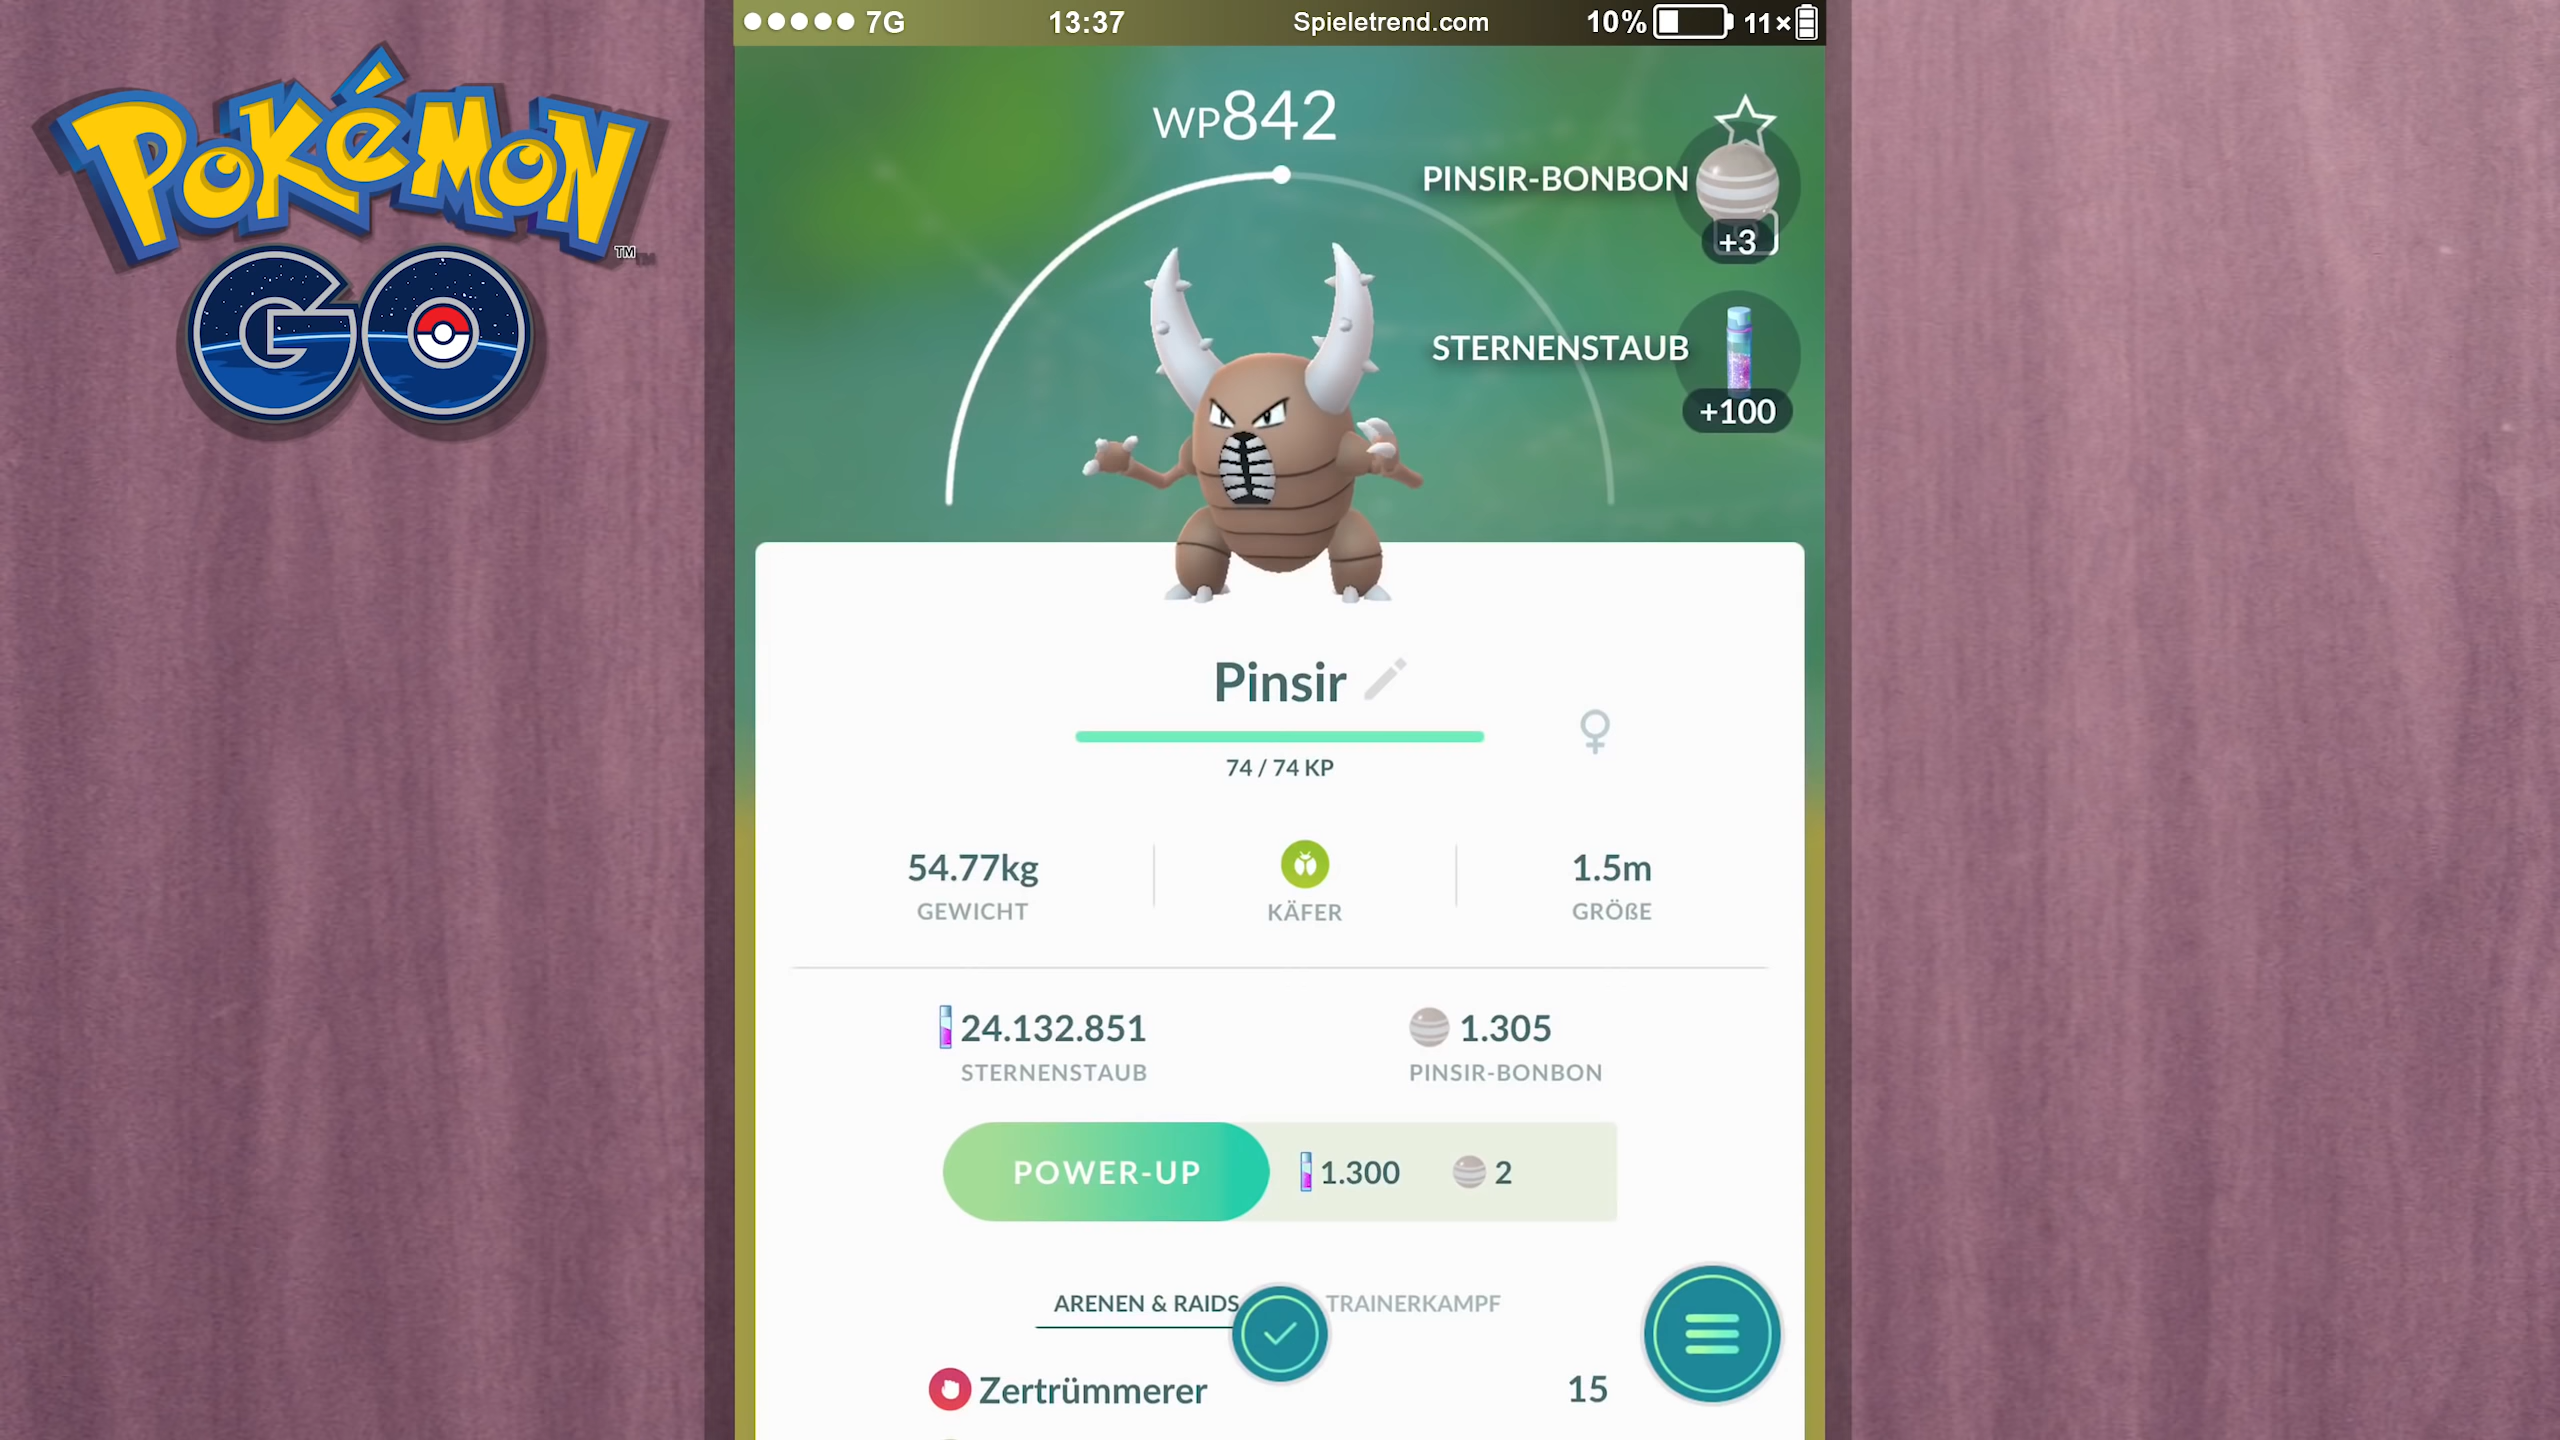 POKÉMON
GO
TM
7G 13:37 Spieletrend.com 10% 11×
WP842
PINSIR-BONBON
+3
STERNENSTAUB
+100
Pinsir
74 / 74 KP
54.77kg
GEWICHT
KÄFER
1.5m
GRÖßE
24.132.851
STERNENSTAUB
1.305
PINSIR-BONBON
POWER-UP 1.300 2
ARENEN & RAIDS TRAINERKAMPF
Zertrümmerer 15